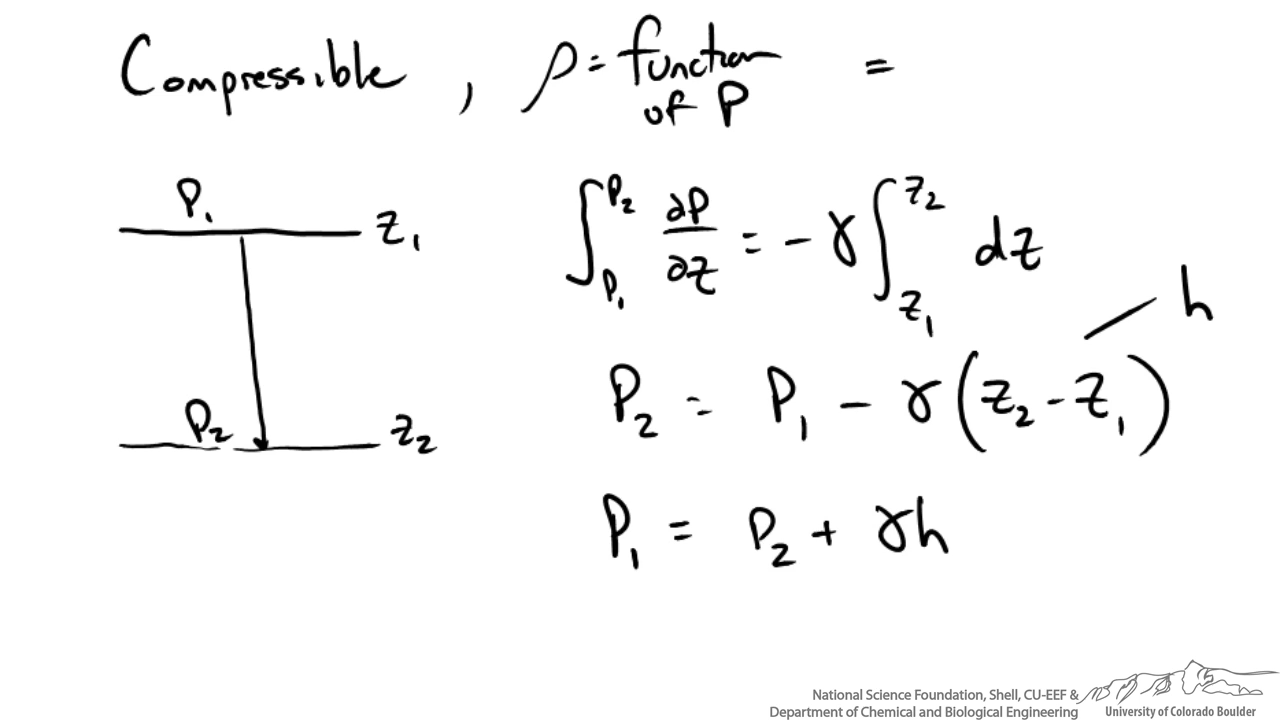 Compressible, ρ = function of P =
P₁
Z₁
P₂
Z₂
∫_{P₁}^{P₂} ∂P/∂Z = - γ ∫_{Z₁}^{Z₂} dZ
h
P₂ = P₁ - γ (Z₂ - Z₁)
P₁ = P₂ + γh
National Science Foundation, Shell, CU-EEF &
Department of Chemical and Biological Engineering
University of Colorado Boulder